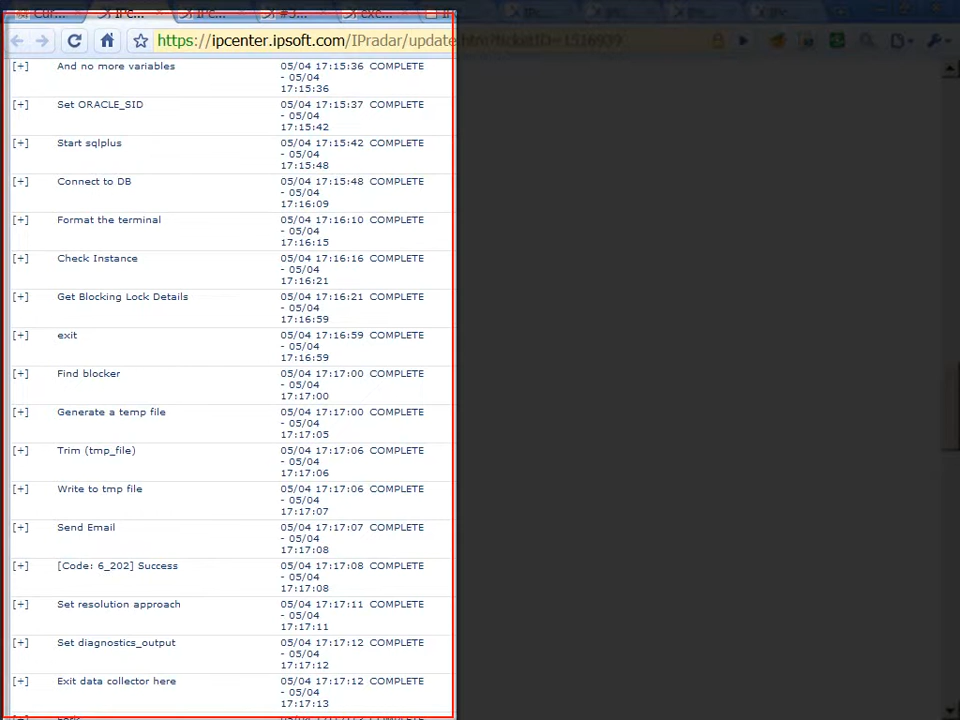 https://ipcenter.ipsoft.com/IPradar/update.htm?ticketID=1516939
[+] And no more variables 05/04 17:15:36 COMPLETE
- 05/04
17:15:36
[+] Set ORACLE_SID 05/04 17:15:37 COMPLETE
- 05/04
17:15:42
[+] Start sqlplus 05/04 17:15:42 COMPLETE
- 05/04
17:15:48
[+] Connect to DB 05/04 17:15:48 COMPLETE
- 05/04
17:16:09
[+] Format the terminal 05/04 17:16:10 COMPLETE
- 05/04
17:16:15
[+] Check Instance 05/04 17:16:16 COMPLETE
- 05/04
17:16:21
[+] Get Blocking Lock Details 05/04 17:16:21 COMPLETE
- 05/04
17:16:59
[+] exit 05/04 17:16:59 COMPLETE
- 05/04
17:16:59
[+] Find blocker 05/04 17:17:00 COMPLETE
- 05/04
17:17:00
[+] Generate a temp file 05/04 17:17:00 COMPLETE
- 05/04
17:17:05
[+] Trim (tmp_file) 05/04 17:17:06 COMPLETE
- 05/04
17:17:06
[+] Write to tmp file 05/04 17:17:06 COMPLETE
- 05/04
17:17:07
[+] Send Email 05/04 17:17:07 COMPLETE
- 05/04
17:17:08
[+] [Code: 6_202] Success 05/04 17:17:08 COMPLETE
- 05/04
17:17:08
[+] Set resolution approach 05/04 17:17:11 COMPLETE
- 05/04
17:17:11
[+] Set diagnostics_output 05/04 17:17:12 COMPLETE
- 05/04
17:17:12
[+] Exit data collector here 05/04 17:17:12 COMPLETE
- 05/04
17:17:13